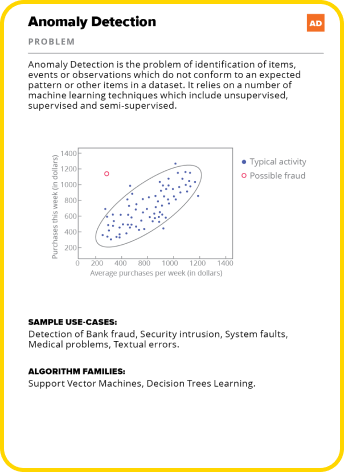 Anomaly Detection
AD
PROBLEM
Anomaly Detection is the problem of identification of items,
events or observations which do not conform to an expected
pattern or other items in a dataset. It relies on a number of
machine learning techniques which include unsupervised,
supervised and semi-supervised.
Purchases this week (in dollars)
1400
1200
1000
800
600
400
200
0 200 400 800 1000 1200 1400
Average purchases per week (in dollars)
Typical activity
Possible fraud
SAMPLE USE-CASES:
Detection of Bank fraud, Security intrusion, System faults,
Medical problems, Textual errors.
ALGORITHM FAMILIES:
Support Vector Machines, Decision Trees Learning.